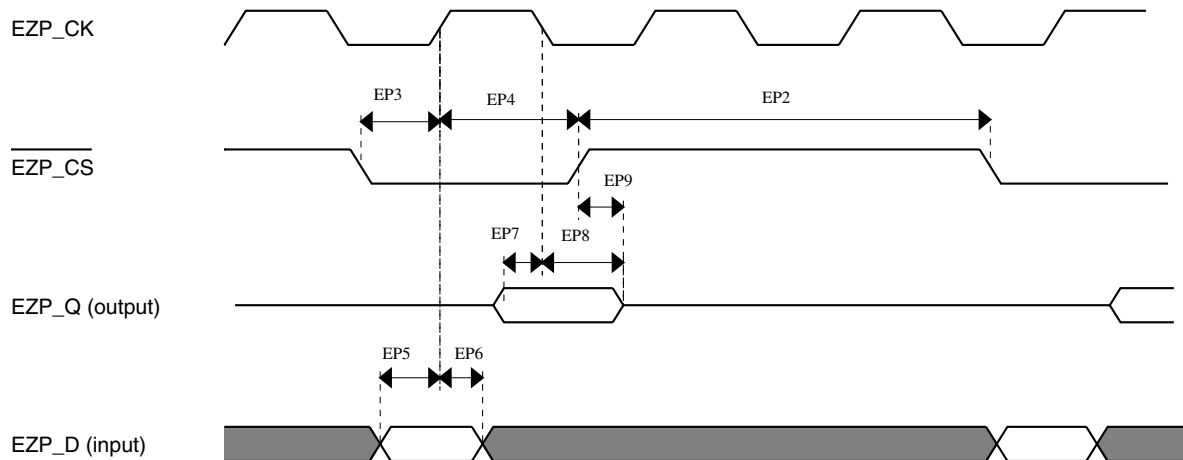 EZP_CK
EP3
EP4
EP2
EZP_CS
EP9
EP7
EP8
EZP_Q (output)
EP5
EP6
EZP_D (input)